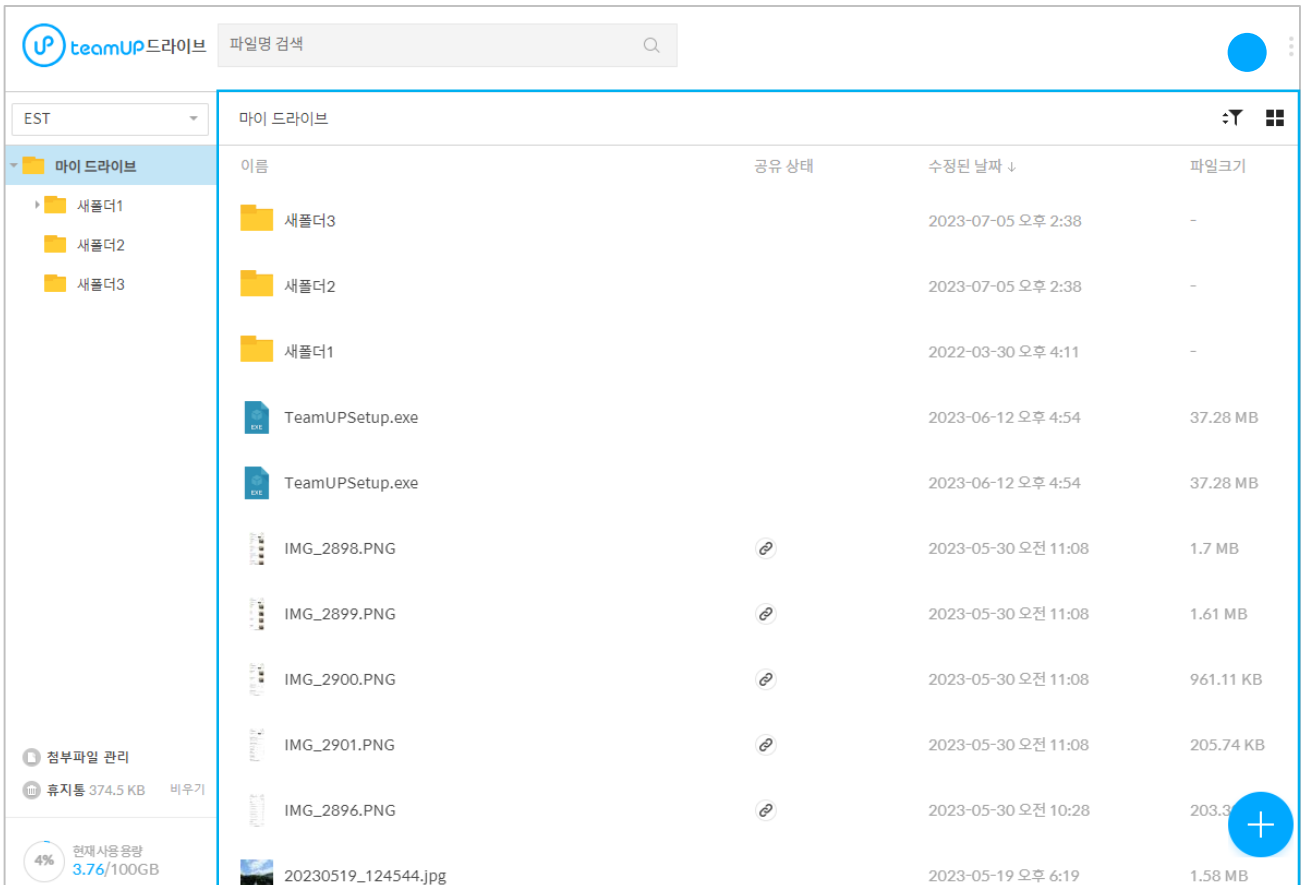 UP teamUP드라이브 파일명 검색
EST
마이 드라이브
새폴더1
새폴더2
새폴더3
첨부파일 관리
휴지통 374.5 KB 비우기
4% 현재 사용 용량
3.76/100GB
마이 드라이브
이름 공유 상태 수정된 날짜 ↓ 파일크기
새폴더3 2023-07-05 오후 2:38 -
새폴더2 2023-07-05 오후 2:38 -
새폴더1 2022-03-30 오후 4:11 -
EXE TeamUPSetup.exe 2023-06-12 오후 4:54 37.28 MB
EXE TeamUPSetup.exe 2023-06-12 오후 4:54 37.28 MB
IMG_2898.PNG 2023-05-30 오전 11:08 1.7 MB
IMG_2899.PNG 2023-05-30 오전 11:08 1.61 MB
IMG_2900.PNG 2023-05-30 오전 11:08 961.11 KB
IMG_2901.PNG 2023-05-30 오전 11:08 205.74 KB
IMG_2896.PNG 2023-05-30 오전 10:28
20230519_124544.jpg 2023-05-19 오후 6:19 1.58 MB